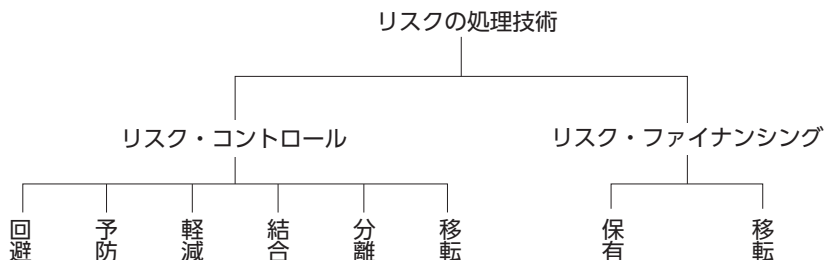 リスクの処理技術
リスク・コントロール
リスク・ファイナンシング
回避
予防
軽減
結合
分離
移転
保有
移転